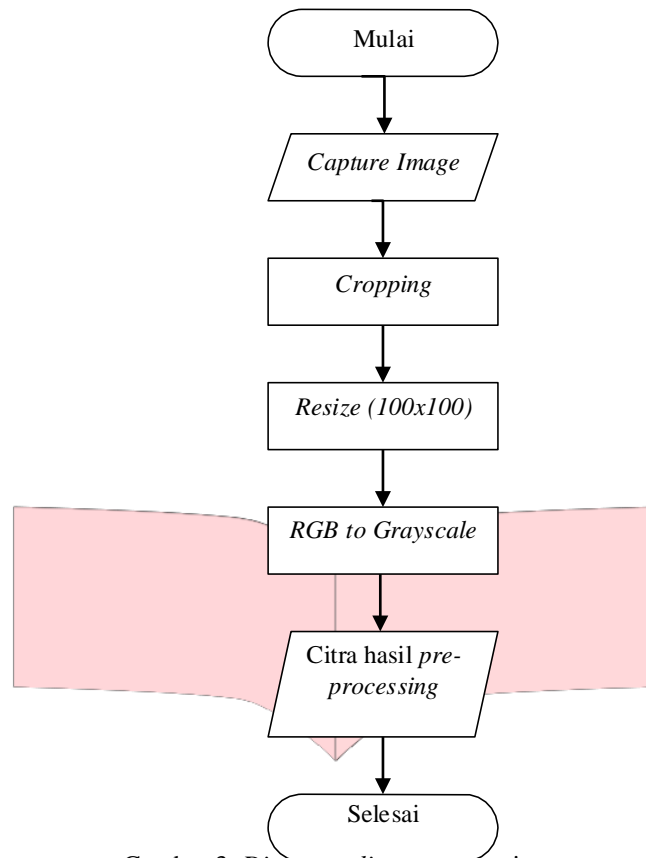 Mulai
Capture Image
Cropping
Resize (100x100)
RGB to Grayscale
Citra hasil pre-
processing
Selesai